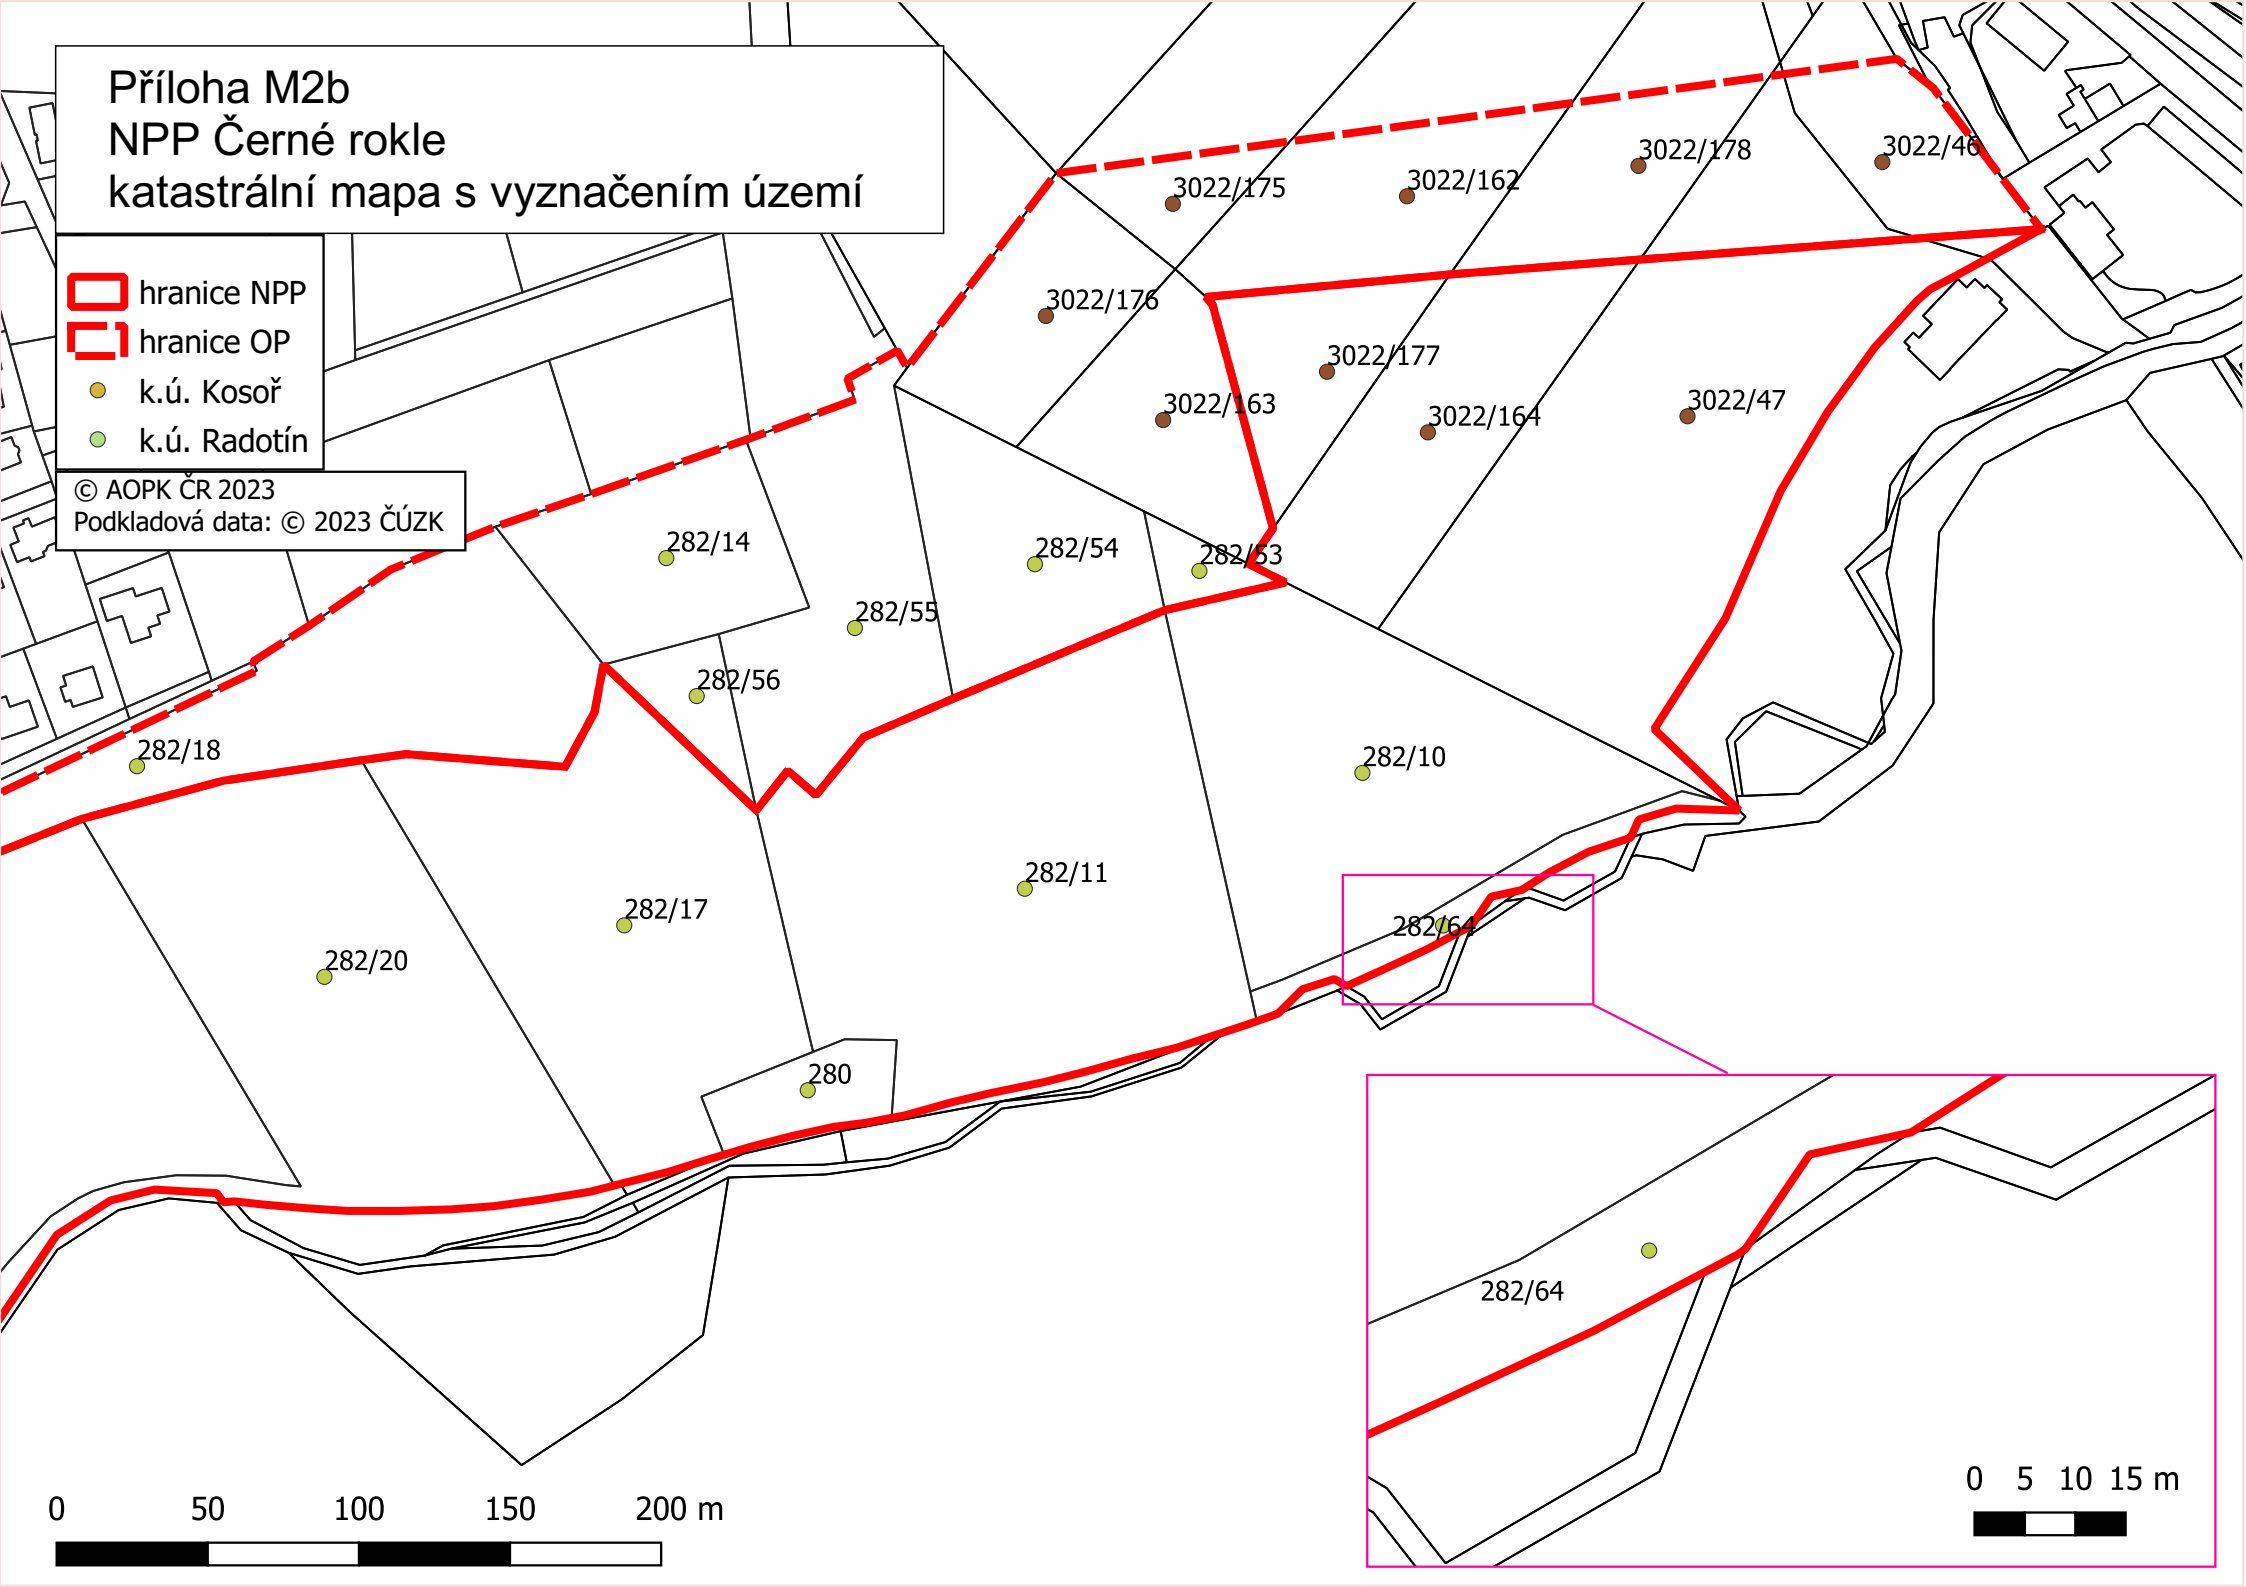 Příloha M2b
NPP Černé rokle
katastrální mapa s vyznačením území
hranice NPP
hranice OP
k.ú. Kosoř
k.ú. Radotín
© AOPK ČR 2023
Podkladová data: © 2023 ČÚZK
3022/46
3022/178
3022/162
3022/175
3022/176
3022/177
3022/163
3022/164
3022/47
282/14
282/54
282/53
282/55
282/56
282/18
282/10
282/11
282/17
282/64
282/20
280
282/64
0 5 10 15 m
0 50 100 150 200 m